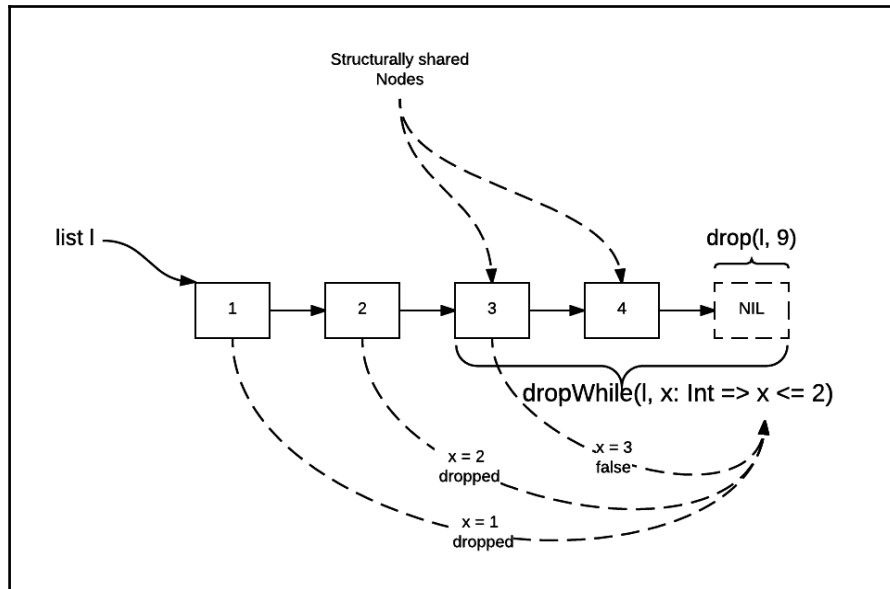 Structurally shared
Nodes
list l
drop(l, 9)
1
2
3
4
NIL
dropWhile(l, x: Int => x <= 2)
x = 3
false
x = 2
dropped
x = 1
dropped